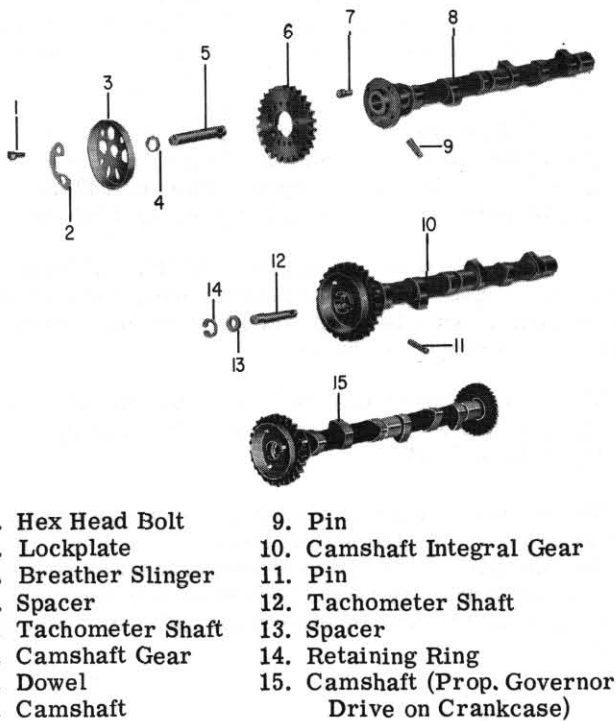 5
6
7
8
3
1
4
9
2
10
12
14
13
11
15
. Hex Head Bolt
. Lockplate
. Breather Slinger
. Spacer
Tachometer Shaft
. Camshaft Gear
Dowel
. Camshaft
9. Pin
10. Camshaft Integral Gear
11. Pin
12. Tachometer Shaft
13. Spacer
14. Retaining Ring
15. Camshaft (Prop. Governor
Drive on Crankcase)